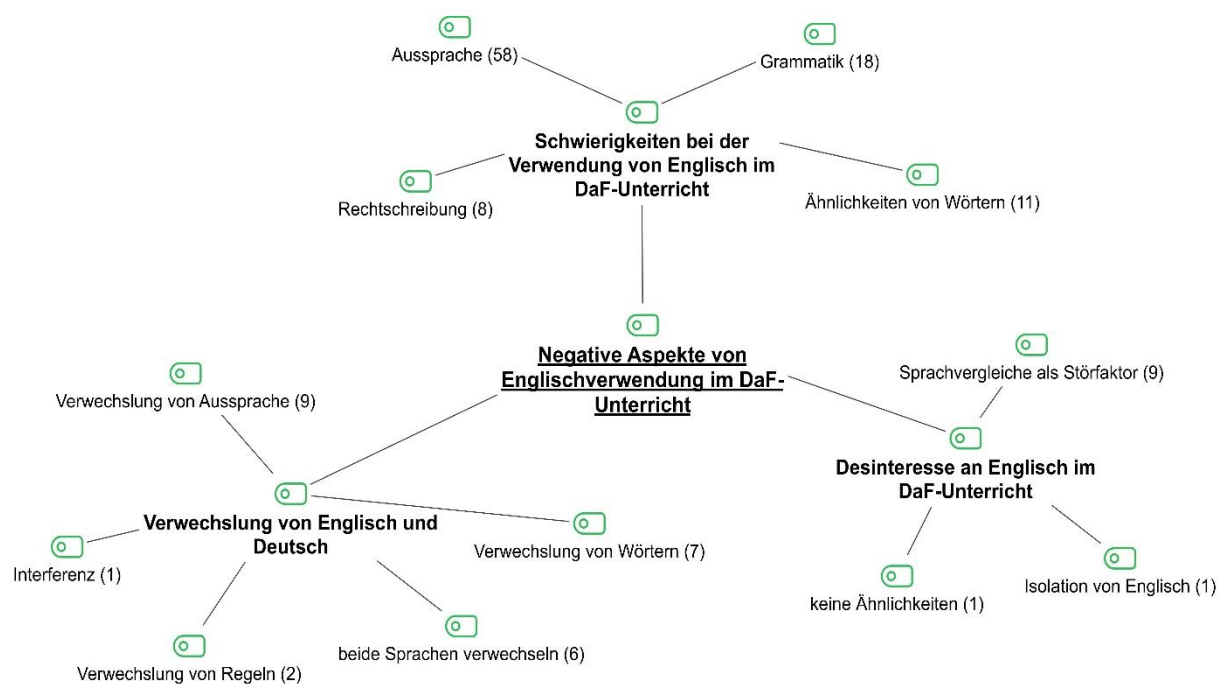 Aussprache (58)
Grammatik (18)
Schwierigkeiten bei der
Verwendung von Englisch im
DaF-Unterricht
Rechtschreibung (8)
Ähnlichkeiten von Wörtern (11)
Negative Aspekte von
Englischverwendung im DaF-
Unterricht
Sprachvergleiche als Störfaktor (9)
Verwechslung von Aussprache (9)
Desinteresse an Englisch im
DaF-Unterricht
Verwechslung von Englisch und
Deutsch
Verwechslung von Wörtern (7)
Interferenz (1)
Isolation von Englisch (1)
keine Ähnlichkeiten (1)
beide Sprachen verwechseln (6)
Verwechslung von Regeln (2)